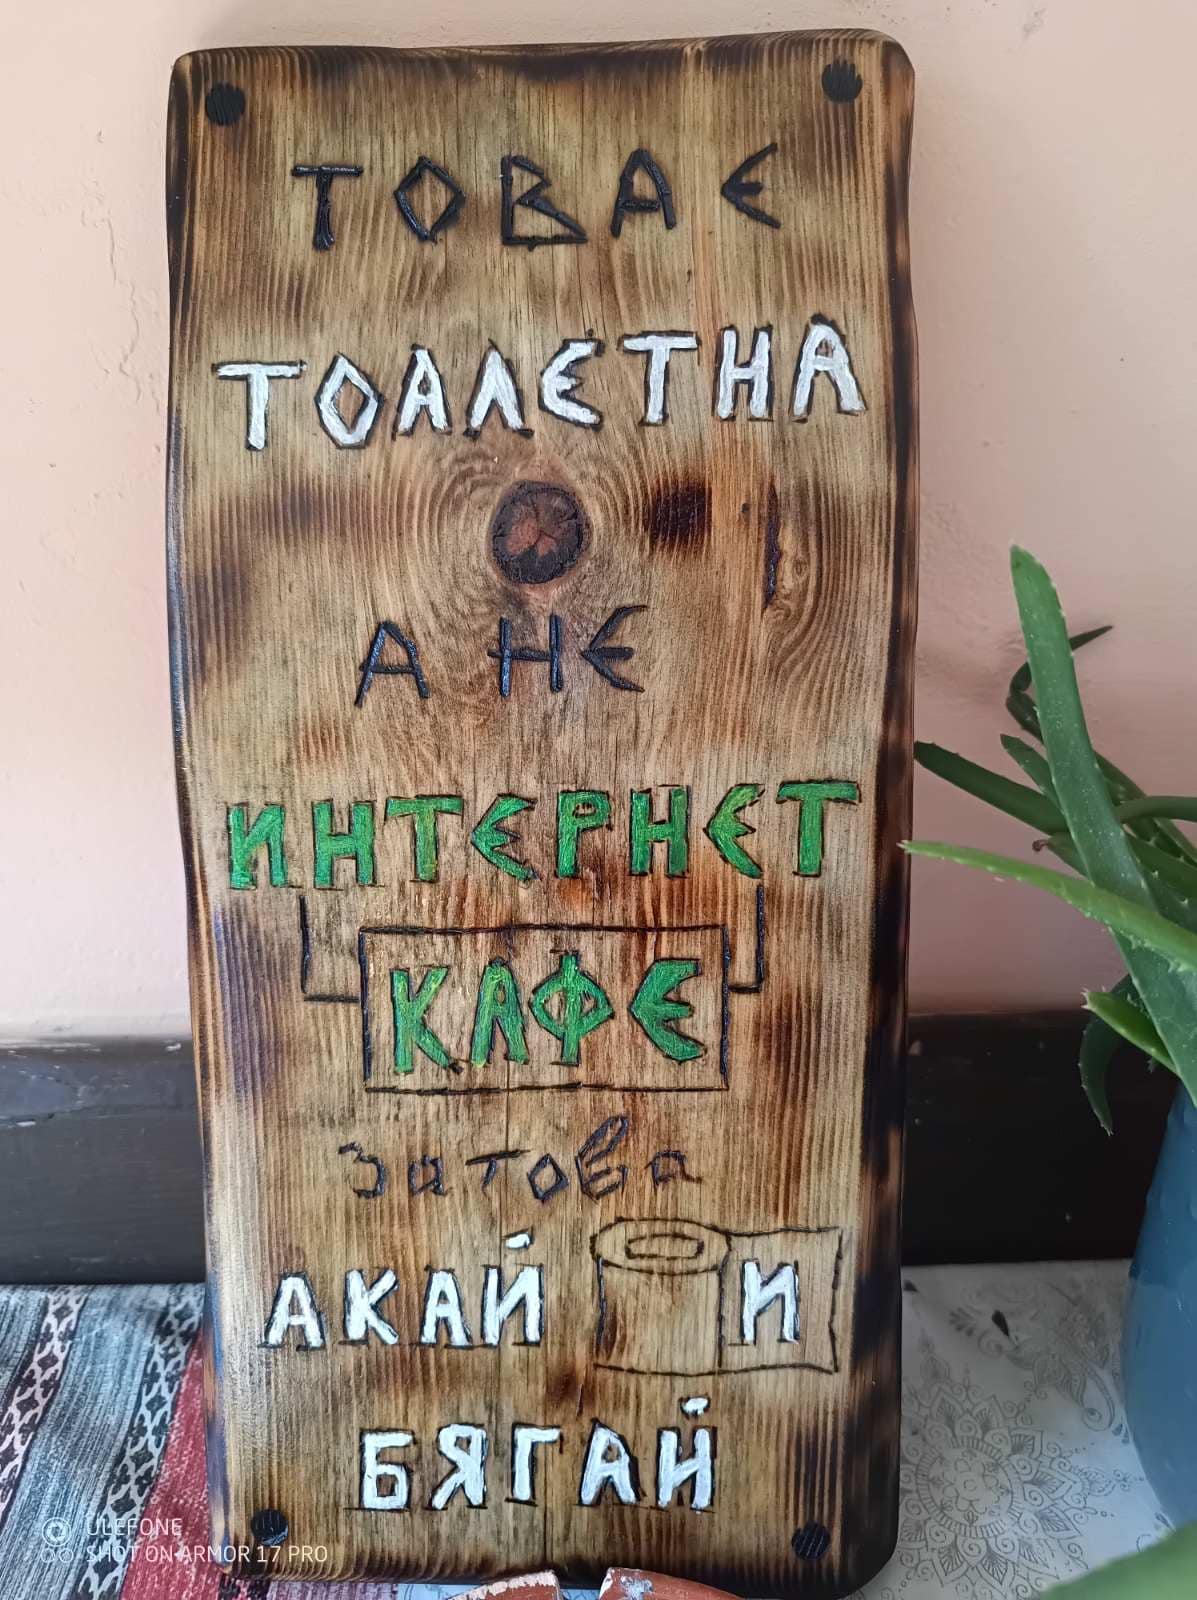 ТОВА Е
ТОАЛЕТНА
А НЕ
ИНТЕРНЕТ
КАФЕ
затова
АКАЙ И
БЯГАЙ
ULEFONE
SHOT ON ARMOR 17 PRO